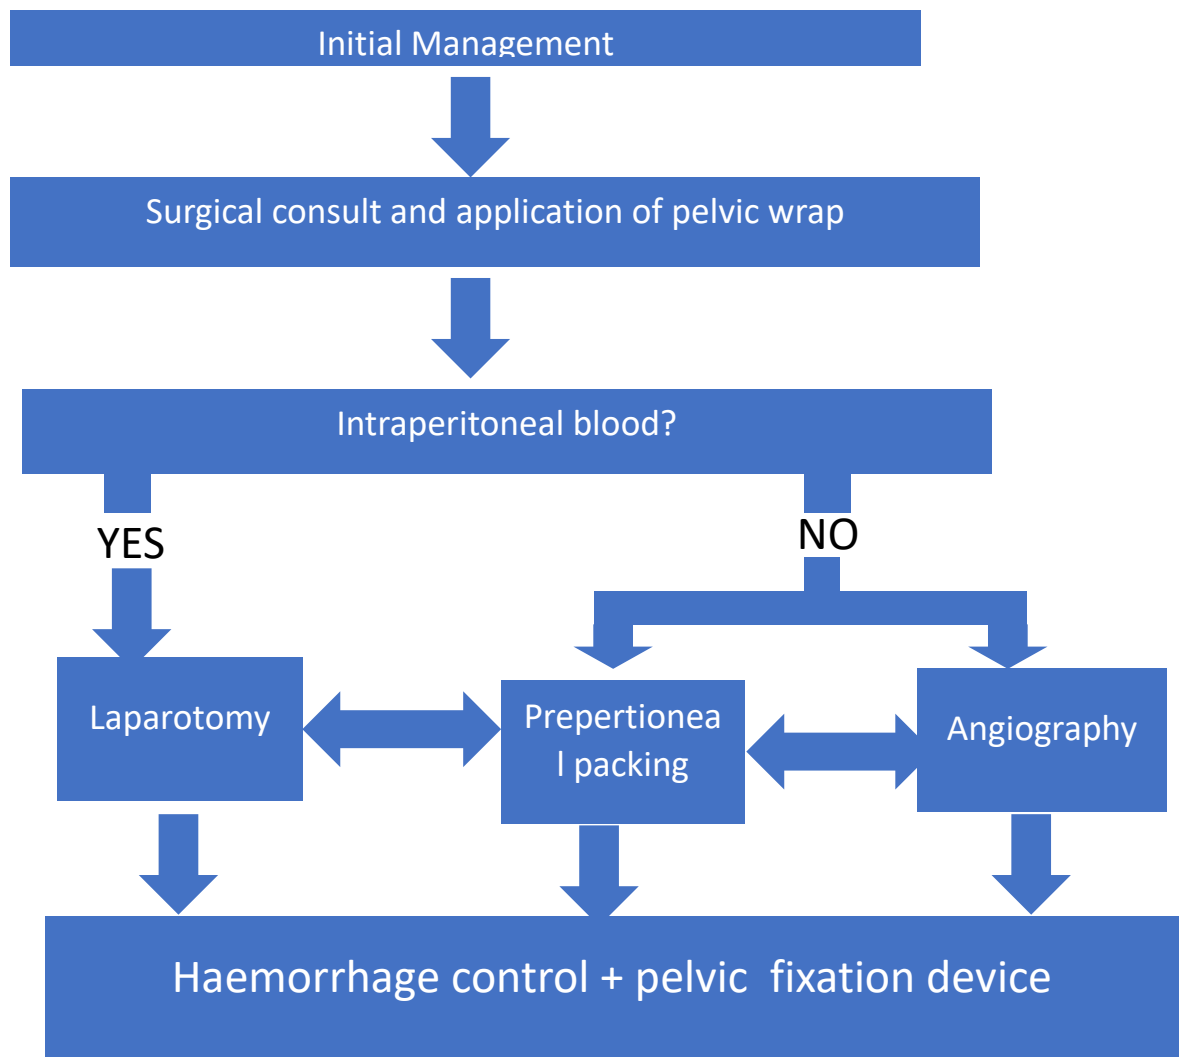 Initial Management
Surgical consult and application of pelvic wrap
Intraperitoneal blood?
YES
NO
Laparotomy
Prepertionea
l packing
Angiography
Haemorrhage control + pelvic  fixation device